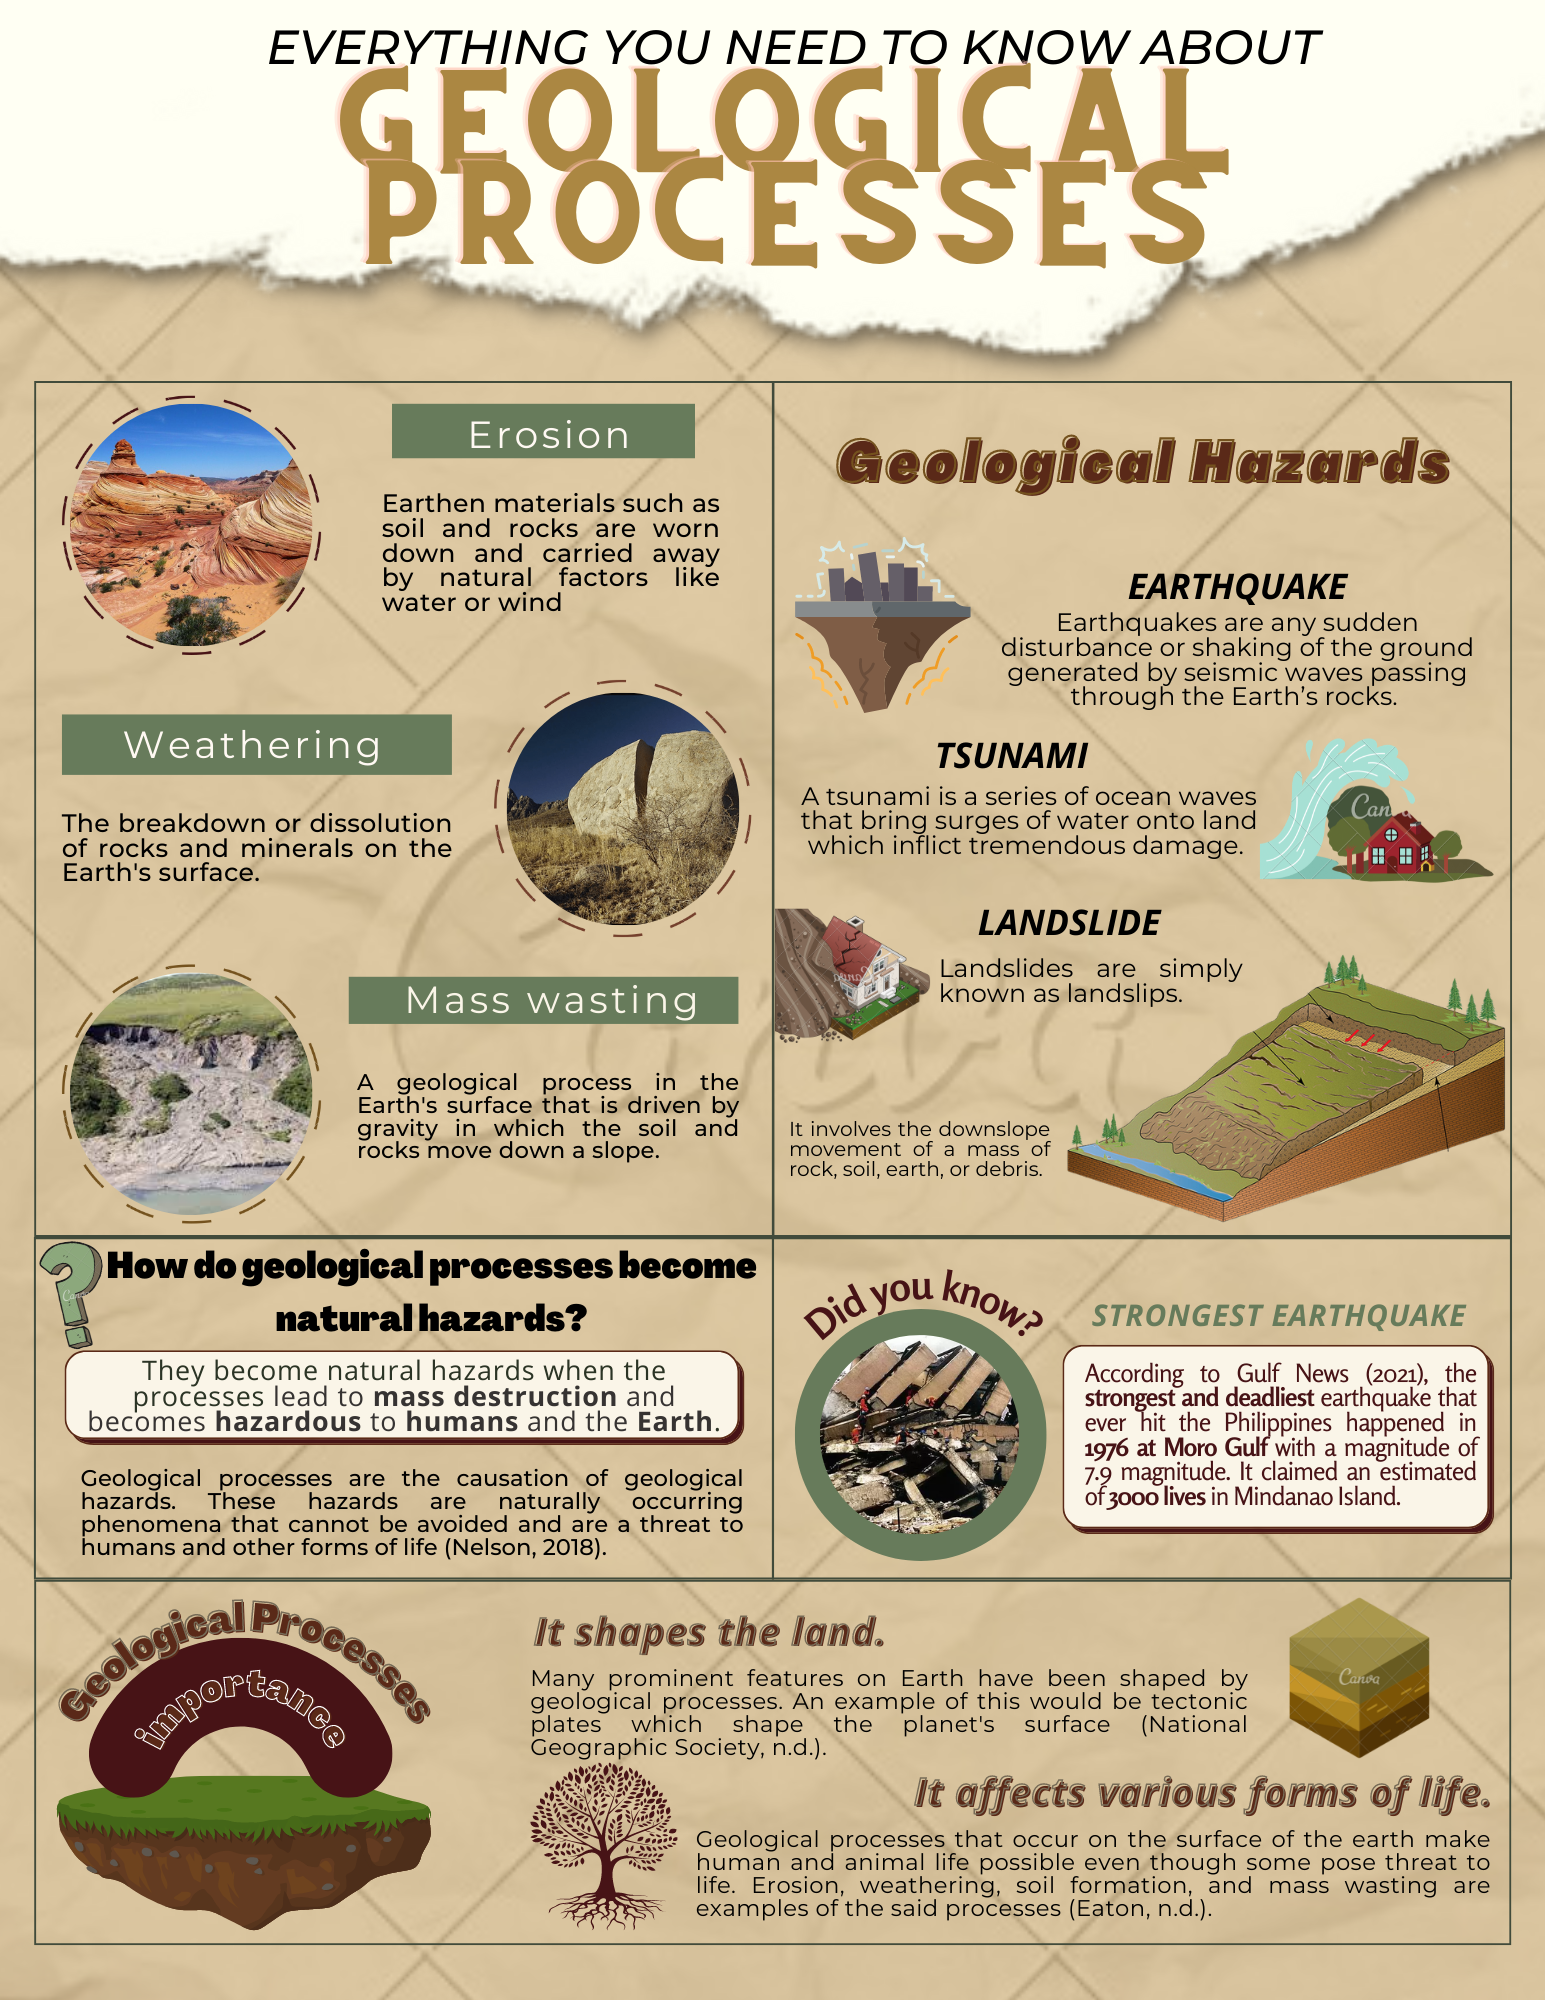 EVERYTHING YOU NEED TO KNOW ABOUT
GEOLOGICAL
PROCESSES
Erosion
Earthen materials such as
soil and rocks are worn
down and carried away
by natural factors like
water or wind
Weathering
The breakdown or dissolution
of rocks and minerals on the
Earth's surface.
Mass wasting
A geological process in the
Earth's surface that is driven by
gravity in which the soil and
rocks move down a slope.
Geological Hazards
EARTHQUAKE
Earthquakes are any sudden
disturbance or shaking of the ground
generated by seismic waves passing
through the Earth's rocks.
TSUNAMI
A tsunami is a series of ocean waves
that bring surges of water onto land
which inflict tremendous damage.
LANDSLIDE
Landslides are simply
known as landslips.
It involves the downslope
movement of a mass of
rock, soil, earth, or debris.
How do geological processes become
natural hazards?
They become natural hazards when the
processes lead to mass destruction and
becomes hazardous to humans and the Earth.
Geological processes are the causation of geological
hazards. These hazards are naturally occurring
phenomena that cannot be avoided and are a threat to
humans and other forms of life (Nelson, 2018).
Did you know?
STRONGEST EARTHQUAKE
According to Gulf News (2021), the
strongest and deadliest earthquake that
ever hit the Philippines happened in
1976 at Moro Gulf with a magnitude of
7.9 magnitude. It claimed an estimated
of 3000 lives in Mindanao Island.
Geological Processes
importance
It shapes the land.
Many prominent features on Earth have been shaped by
geological processes. An example of this would be tectonic
plates which shape the planet's surface (National
Geographic Society, n.d.).
Canva
It affects various forms of life.
Geological processes that occur on the surface of the earth make
human and animal life possible even though some pose threat to
life. Erosion, weathering, soil formation, and mass wasting are
examples of the said processes (Eaton, n.d.).